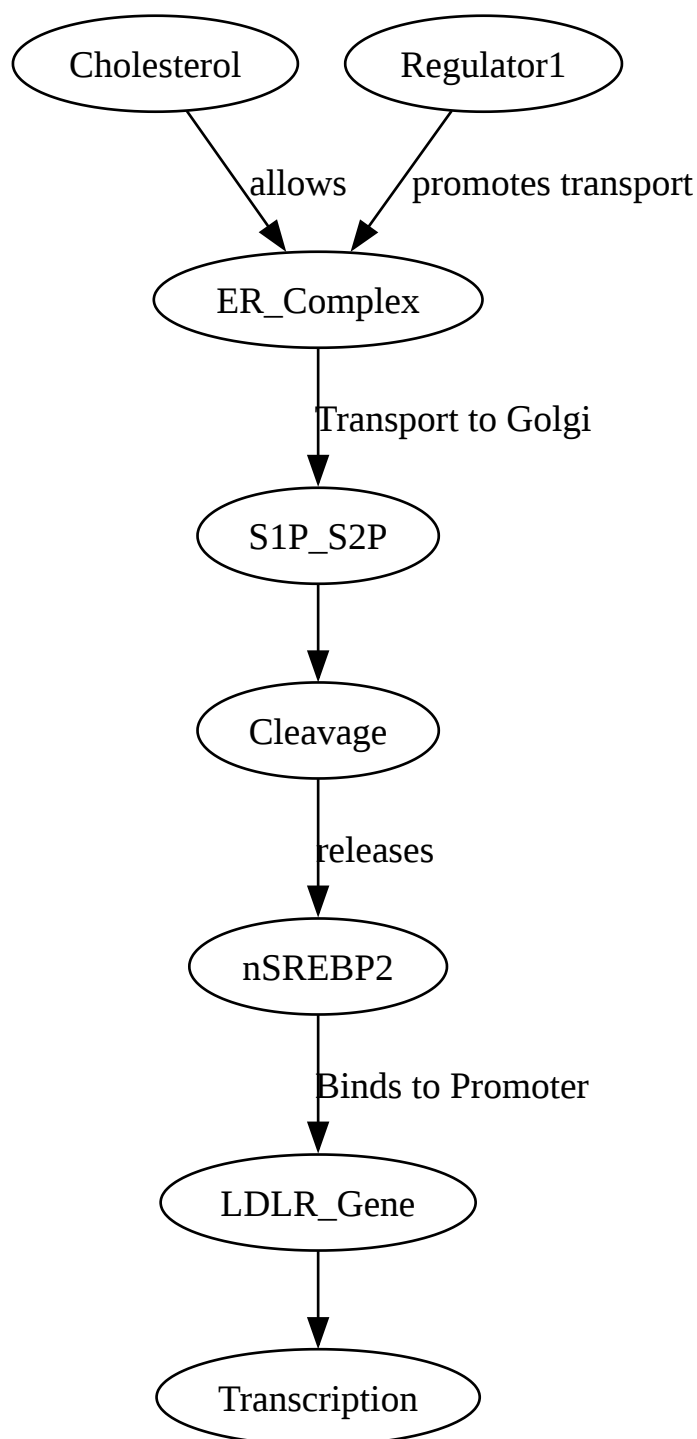 Cholesterol
Regulator1
allows
promotes transport
ER_Complex
Transport to Golgi
S1P_S2P
Cleavage
releases
nSREBP2
Binds to Promoter
LDLR_Gene
Transcription